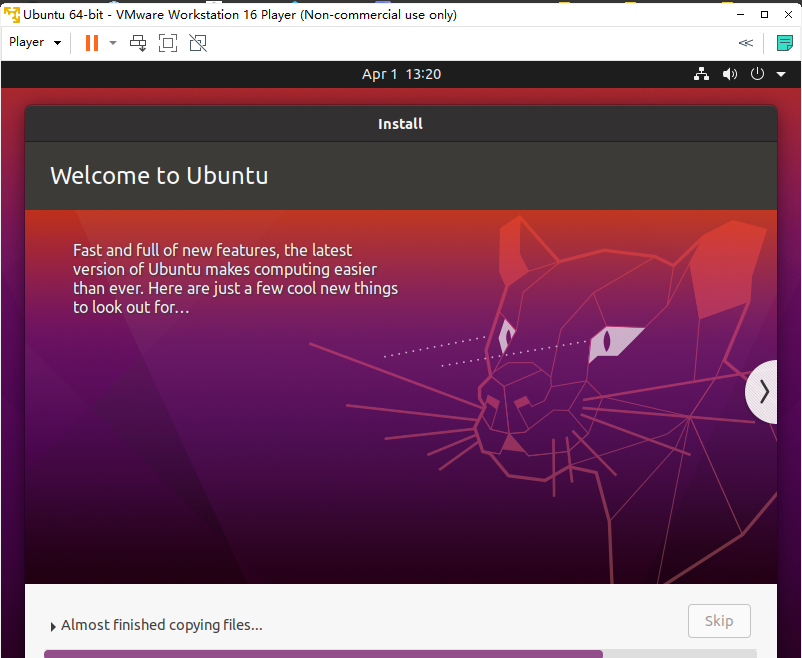 Ubuntu 64-bit - VMware Workstation 16 Player (Non-commercial use only)
Player
Apr 1 13:20
Install
Welcome to Ubuntu
Fast and full of new features, the latest
version of Ubuntu makes computing easier
than ever. Here are just a few cool new things
to look out for…
Almost finished copying files...
Skip